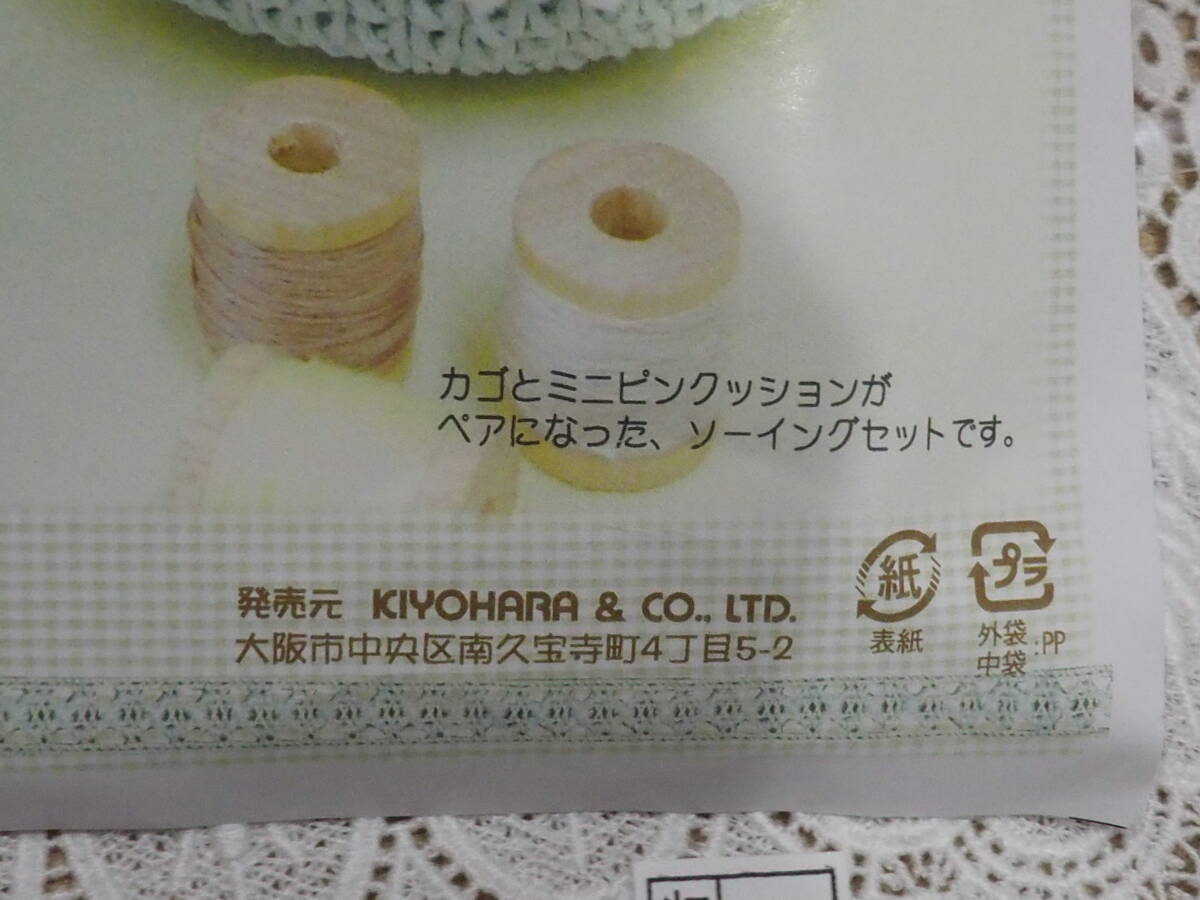 カゴとミニピンクッションが
ペアになった、ソーイングセットです。
発売元 KIYOHARA & CO., LTD.
大阪市中央区南久宝寺町4丁目5-2
紙
表紙
プラ
外袋
中袋 :PP